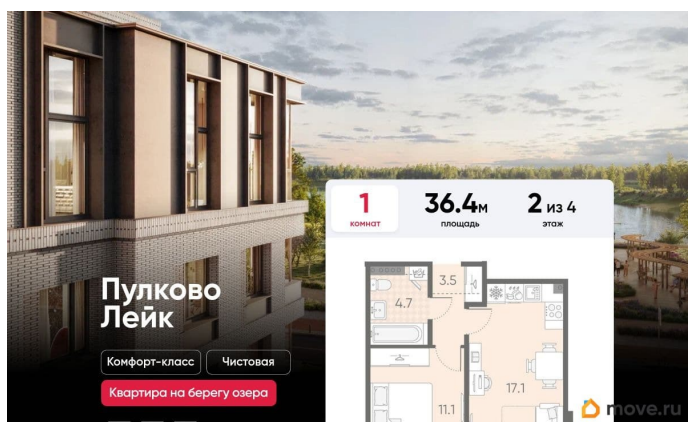 1
комнат
36.4м
площадь
2 из 4
этаж
Пулково
Лейк
Комфорт-класс
Чистовая
Квартира на берегу озера
3.5
4.7
17.1
11.1
move.ru